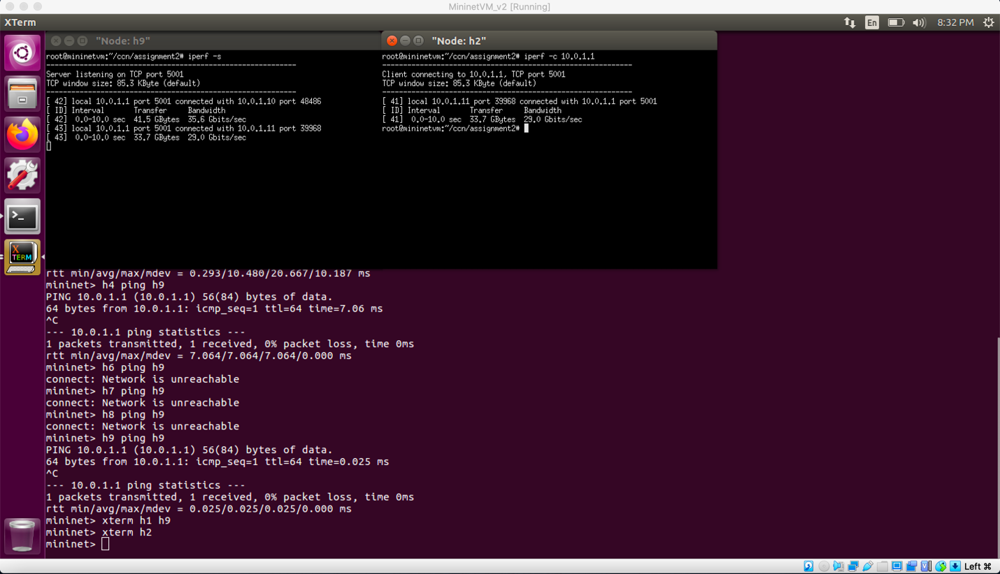 MininetVM_v2 [Running]
XTerm
En
8:32 PM
"Node: h9"
root@mininetvm:~/ccn/assignment2# iperf -s
------------------------------------------------------------
Server listening on TCP port 5001
TCP window size: 85.3 KByte (default)
------------------------------------------------------------
[ 42] local 10.0.1.1 port 5001 connected with 10.0.1.10 port 48486
[ ID] Interval       Transfer     Bandwidth
[ 42]  0.0-10.0 sec  41.5 GBytes  35.6 Gbits/sec
[ 43] local 10.0.1.1 port 5001 connected with 10.0.1.11 port 39968
[ 43]  0.0-10.0 sec  33.7 GBytes  29.0 Gbits/sec
"Node: h2"
root@mininetvm:~/ccn/assignment2# iperf -c 10.0.1.1
------------------------------------------------------------
Client connecting to 10.0.1.1, TCP port 5001
TCP window size: 85.3 KByte (default)
------------------------------------------------------------
[ 41] local 10.0.1.11 port 39968 connected with 10.0.1.1 port 5001
[ ID] Interval       Transfer     Bandwidth
[ 41]  0.0-10.0 sec  33.7 GBytes  29.0 Gbits/sec
root@mininetvm:~/ccn/assignment2#
X
TERM
rtt min/avg/max/mdev = 0.293/10.480/20.667/10.187 ms
mininet> h4 ping h9
PING 10.0.1.1 (10.0.1.1) 56(84) bytes of data.
64 bytes from 10.0.1.1: icmp_seq=1 ttl=64 time=7.06 ms
^C
--- 10.0.1.1 ping statistics ---
1 packets transmitted, 1 received, 0% packet loss, time 0ms
rtt min/avg/max/mdev = 7.064/7.064/7.064/0.000 ms
mininet> h6 ping h9
connect: Network is unreachable
mininet> h7 ping h9
connect: Network is unreachable
mininet> h8 ping h9
connect: Network is unreachable
mininet> h9 ping h9
PING 10.0.1.1 (10.0.1.1) 56(84) bytes of data.
64 bytes from 10.0.1.1: icmp_seq=1 ttl=64 time=0.025 ms
^C
--- 10.0.1.1 ping statistics ---
1 packets transmitted, 1 received, 0% packet loss, time 0ms
rtt min/avg/max/mdev = 0.025/0.025/0.025/0.000 ms
mininet> xterm h1 h9
mininet> xterm h2
mininet>
Left ⌘